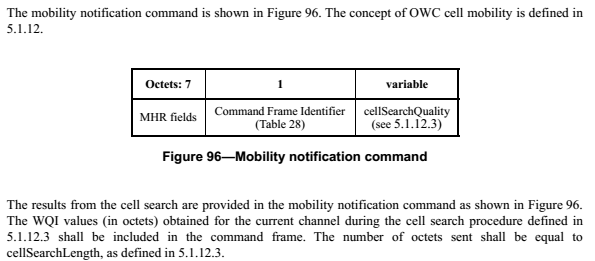 The mobility notification command is shown in Figure 96. The concept of OWC cell mobility is defined in
5.1.12.
Octets: 7 1 variable
MHR fields Command Frame Identifier (Table 28) cellSearchQuality (see 5.1.12.3)
Figure 96—Mobility notification command
The results from the cell search are provided in the mobility notification command as shown in Figure 96.
The WQI values (in octets) obtained for the current channel during the cell search procedure defined in
5.1.12.3 shall be included in the command frame. The number of octets sent shall be equal to
cellSearchLength, as defined in 5.1.12.3.